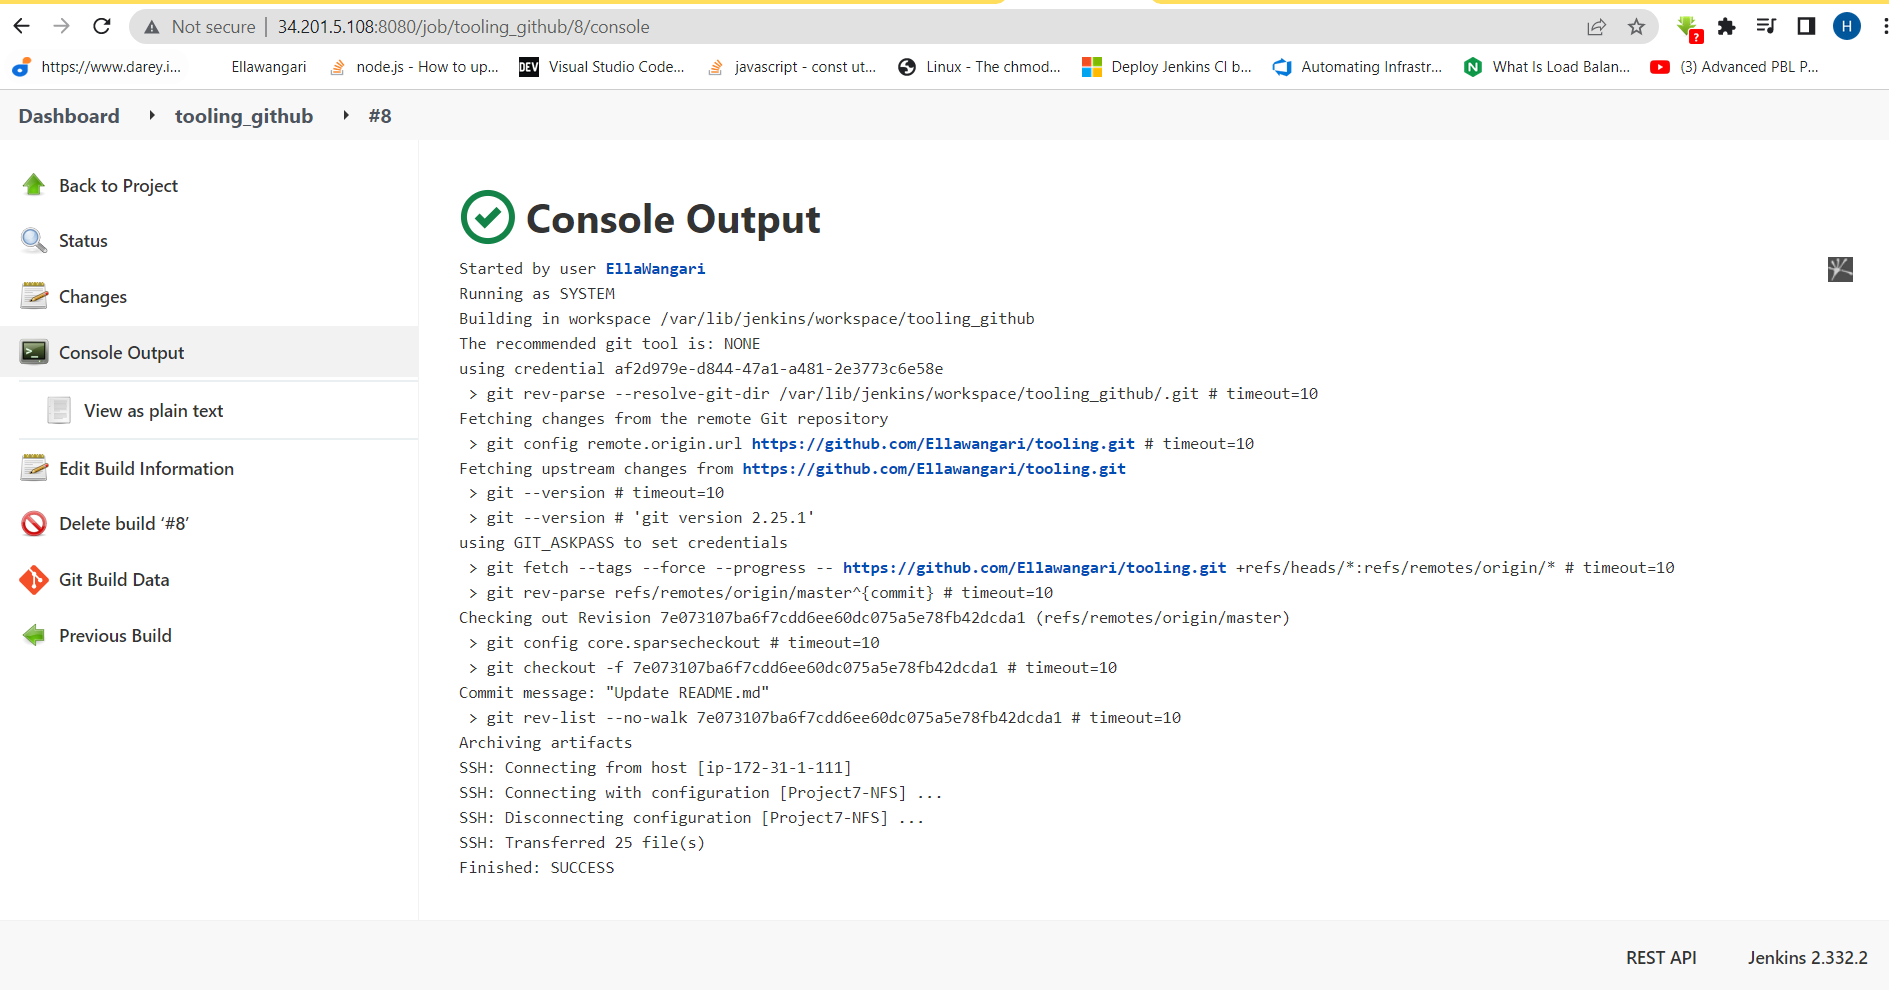 Not secure | 34.201.5.108:8080/job/tooling_github/8/console
H
?
https://www.darey.i... Ellawangari node.js - How to up... DEV Visual Studio Code... javascript - const ut... Linux - The chmod... Deploy Jenkins CI b... Automating Infrastr... N What Is Load Balan... (3) Advanced PBL P...
Dashboard tooling_github #8
Back to Project
Status
Changes
Console Output
View as plain text
Edit Build Information
Delete build ‘#8’
Git Build Data
Previous Build
Console Output
Started by user EllaWangari
Running as SYSTEM
Building in workspace /var/lib/jenkins/workspace/tooling_github
The recommended git tool is: NONE
using credential af2d979e-d844-47a1-a481-2e3773c6e58e
> git rev-parse --resolve-git-dir /var/lib/jenkins/workspace/tooling_github/.git # timeout=10
Fetching changes from the remote Git repository
> git config remote.origin.url https://github.com/Ellawangari/tooling.git # timeout=10
Fetching upstream changes from https://github.com/Ellawangari/tooling.git
> git --version # timeout=10
> git --version # 'git version 2.25.1'
using GIT_ASKPASS to set credentials
> git fetch --tags --force --progress -- https://github.com/Ellawangari/tooling.git +refs/heads/*:refs/remotes/origin/* # timeout=10
> git rev-parse refs/remotes/origin/master^{commit} # timeout=10
Checking out Revision 7e073107ba6f7cdd6ee60dc075a5e78fb42dcda1 (refs/remotes/origin/master)
> git config core.sparsecheckout # timeout=10
> git checkout -f 7e073107ba6f7cdd6ee60dc075a5e78fb42dcda1 # timeout=10
Commit message: "Update README.md"
> git rev-list --no-walk 7e073107ba6f7cdd6ee60dc075a5e78fb42dcda1 # timeout=10
Archiving artifacts
SSH: Connecting from host [ip-172-31-1-111]
SSH: Connecting with configuration [Project7-NFS] ...
SSH: Disconnecting configuration [Project7-NFS] ...
SSH: Transferred 25 file(s)
Finished: SUCCESS
REST API Jenkins 2.332.2